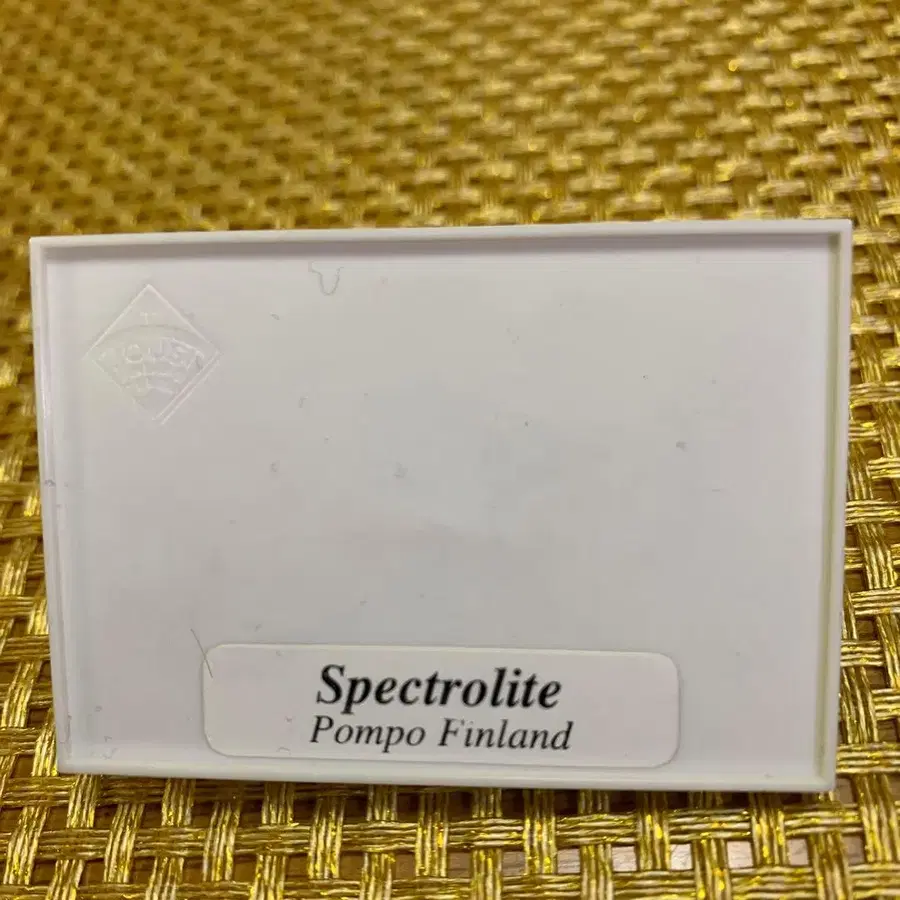 Spectrolite
Pompo Finland